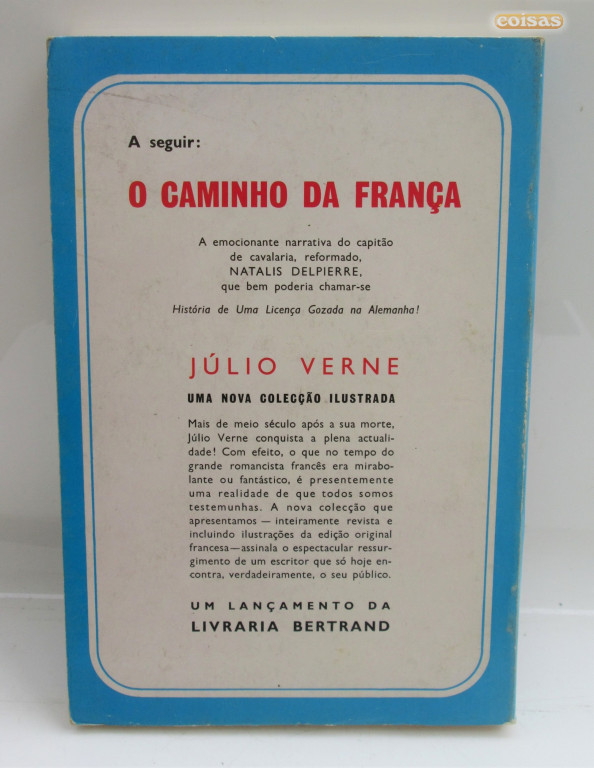 coisas
A seguir:
O CAMINHO DA FRANÇA
A emocionante narrativa do capitão
de cavalaria, reformado,
NATALIS DELPIERRE,
que bem poderia chamar-se
História de Uma Licença Gozada na Alemanha!
JÚLIO VERNE
UMA NOVA COLECÇÃO ILUSTRADA
Mais de meio século após a sua morte,
Júlio Verne conquista a plena actuali-
dade! Com efeito, o que no tempo do
grande romancista francês era mirabo-
lante ou fantástico, é presentemente
uma realidade de que todos somos
testemunhas. A nova colecção que
apresentamos — inteiramente revista e
incluindo ilustrações da edição original
francesa—assinala o espectacular ressur-
gimento de um escritor que só hoje en-
contra, verdadeiramente, o seu público.
UM LANÇAMENTO DA
LIVRARIA BERTRAND